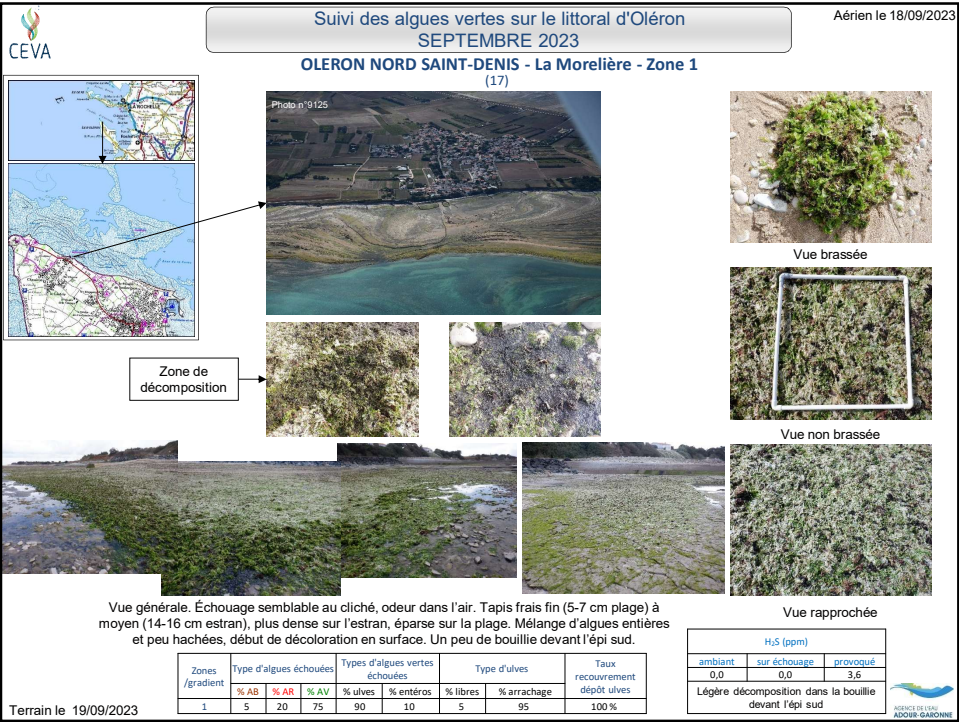 CEVA
Suivi des algues vertes sur le littoral d'Oléron
SEPTEMBRE 2023
Aérien le 18/09/2023
OLERON NORD SAINT-DENIS - La Morelière - Zone 1
(17)
Photo n°9125
Vue brassée
Zone de
décomposition
Vue non brassée
Vue générale. Échouage semblable au cliché, odeur dans l'air. Tapis frais fin (5-7 cm plage) à
moyen (14-16 cm estran), plus dense sur l'estran, éparse sur la plage. Mélange d'algues entières
et peu hachées, début de décoloration en surface. Un peu de bouillie devant l'épi sud.
Vue rapprochée
Zones
/gradient
Type d'algues échouées
Types d'algues vertes
échouées
Type d'ulves
Taux
recouvrement
dépôt ulves
% AB % AR % AV % ulves % entéros % libres % arrachage
1 5 20 75 90 10 5 95 100 %
H₂S (ppm)
ambiant sur échouage provoqué
0,0 0,0 3,6
Légère décomposition dans la bouillie
devant l'épi sud
Terrain le 19/09/2023
AGENCE DE L'EAU
ADOUR-GARONNE